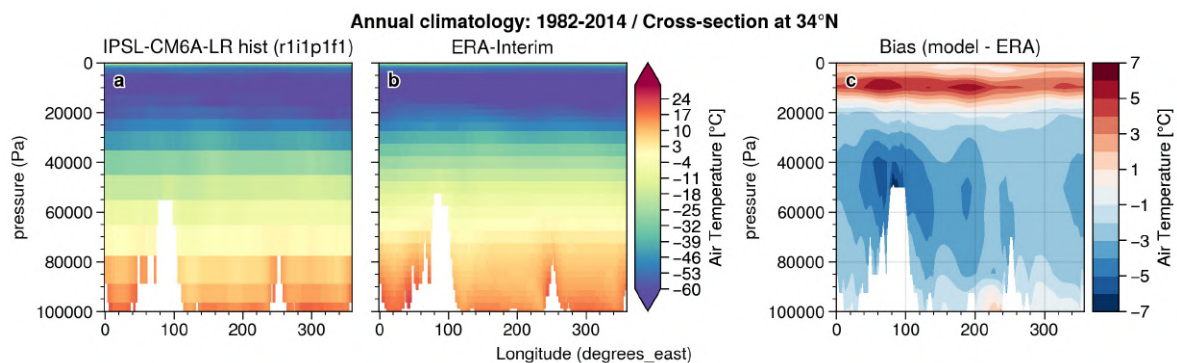 Annual climatology: 1982-2014 / Cross-section at 34°N
IPSL-CM6A-LR hist (r1i1p1f1)
ERA-Interim
Bias (model - ERA)
a
b
c
pressure (Pa)
0
20000
40000
60000
80000
100000
0 100 200 300
0 100 200 300
Longitude (degrees_east)
24
17
10
3
−4
−11
−18
−25
−32
−39
−46
−53
−60
Air Temperature [°C]
pressure (Pa)
0
20000
40000
60000
80000
100000
0 100 200 300
7
5
3
1
−1
−3
−5
−7
Air Temperature [°C]